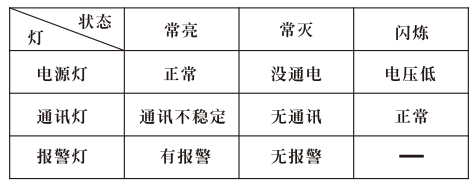 状态
灯
常亮 常灭 闪炼
电源灯 正常 没通电 电压低
通讯灯 通讯不稳定 无通讯 正常
报警灯 有报警 无报警 —